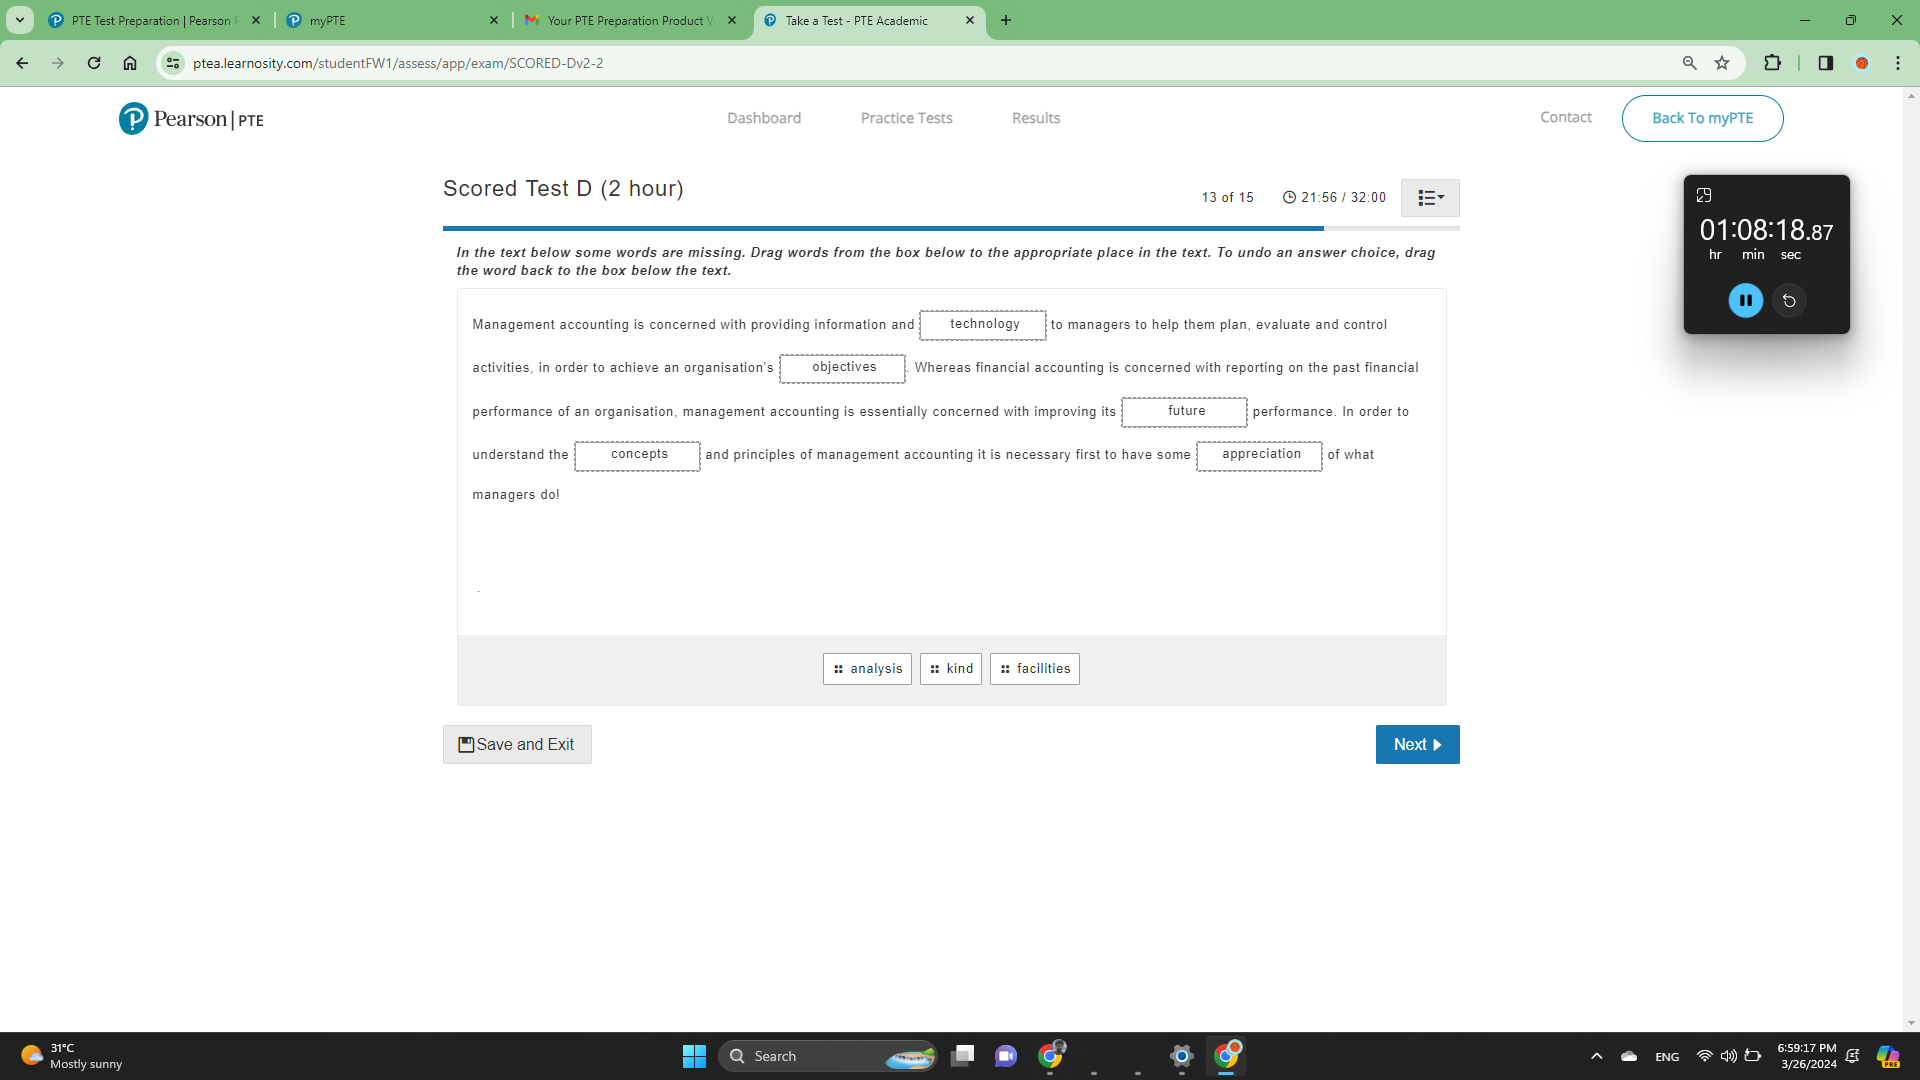 PTE Test Preparation | Pearson P
myPTE
Your PTE Preparation Product V
Take a Test - PTE Academic
ptea.learnosity.com/studentFW1/assess/app/exam/SCORED-Dv2-2
Pearson | PTE
Dashboard
Practice Tests
Results
Contact
Back To myPTE
Scored Test D (2 hour)
13 of 15
21:56 / 32:00
01:08:18.87
hr min sec
In the text below some words are missing. Drag words from the box below to the appropriate place in the text. To undo an answer choice, drag
the word back to the box below the text.
Management accounting is concerned with providing information and technology to managers to help them plan, evaluate and control
activities, in order to achieve an organisation's objectives . Whereas financial accounting is concerned with reporting on the past financial
performance of an organisation, management accounting is essentially concerned with improving its future performance. In order to
understand the concepts and principles of management accounting it is necessary first to have some appreciation of what
managers do!
.
analysis
kind
facilities
Save and Exit
Next
31°C
Mostly sunny
Search
ENG
6:59:17 PM
3/26/2024
PRE